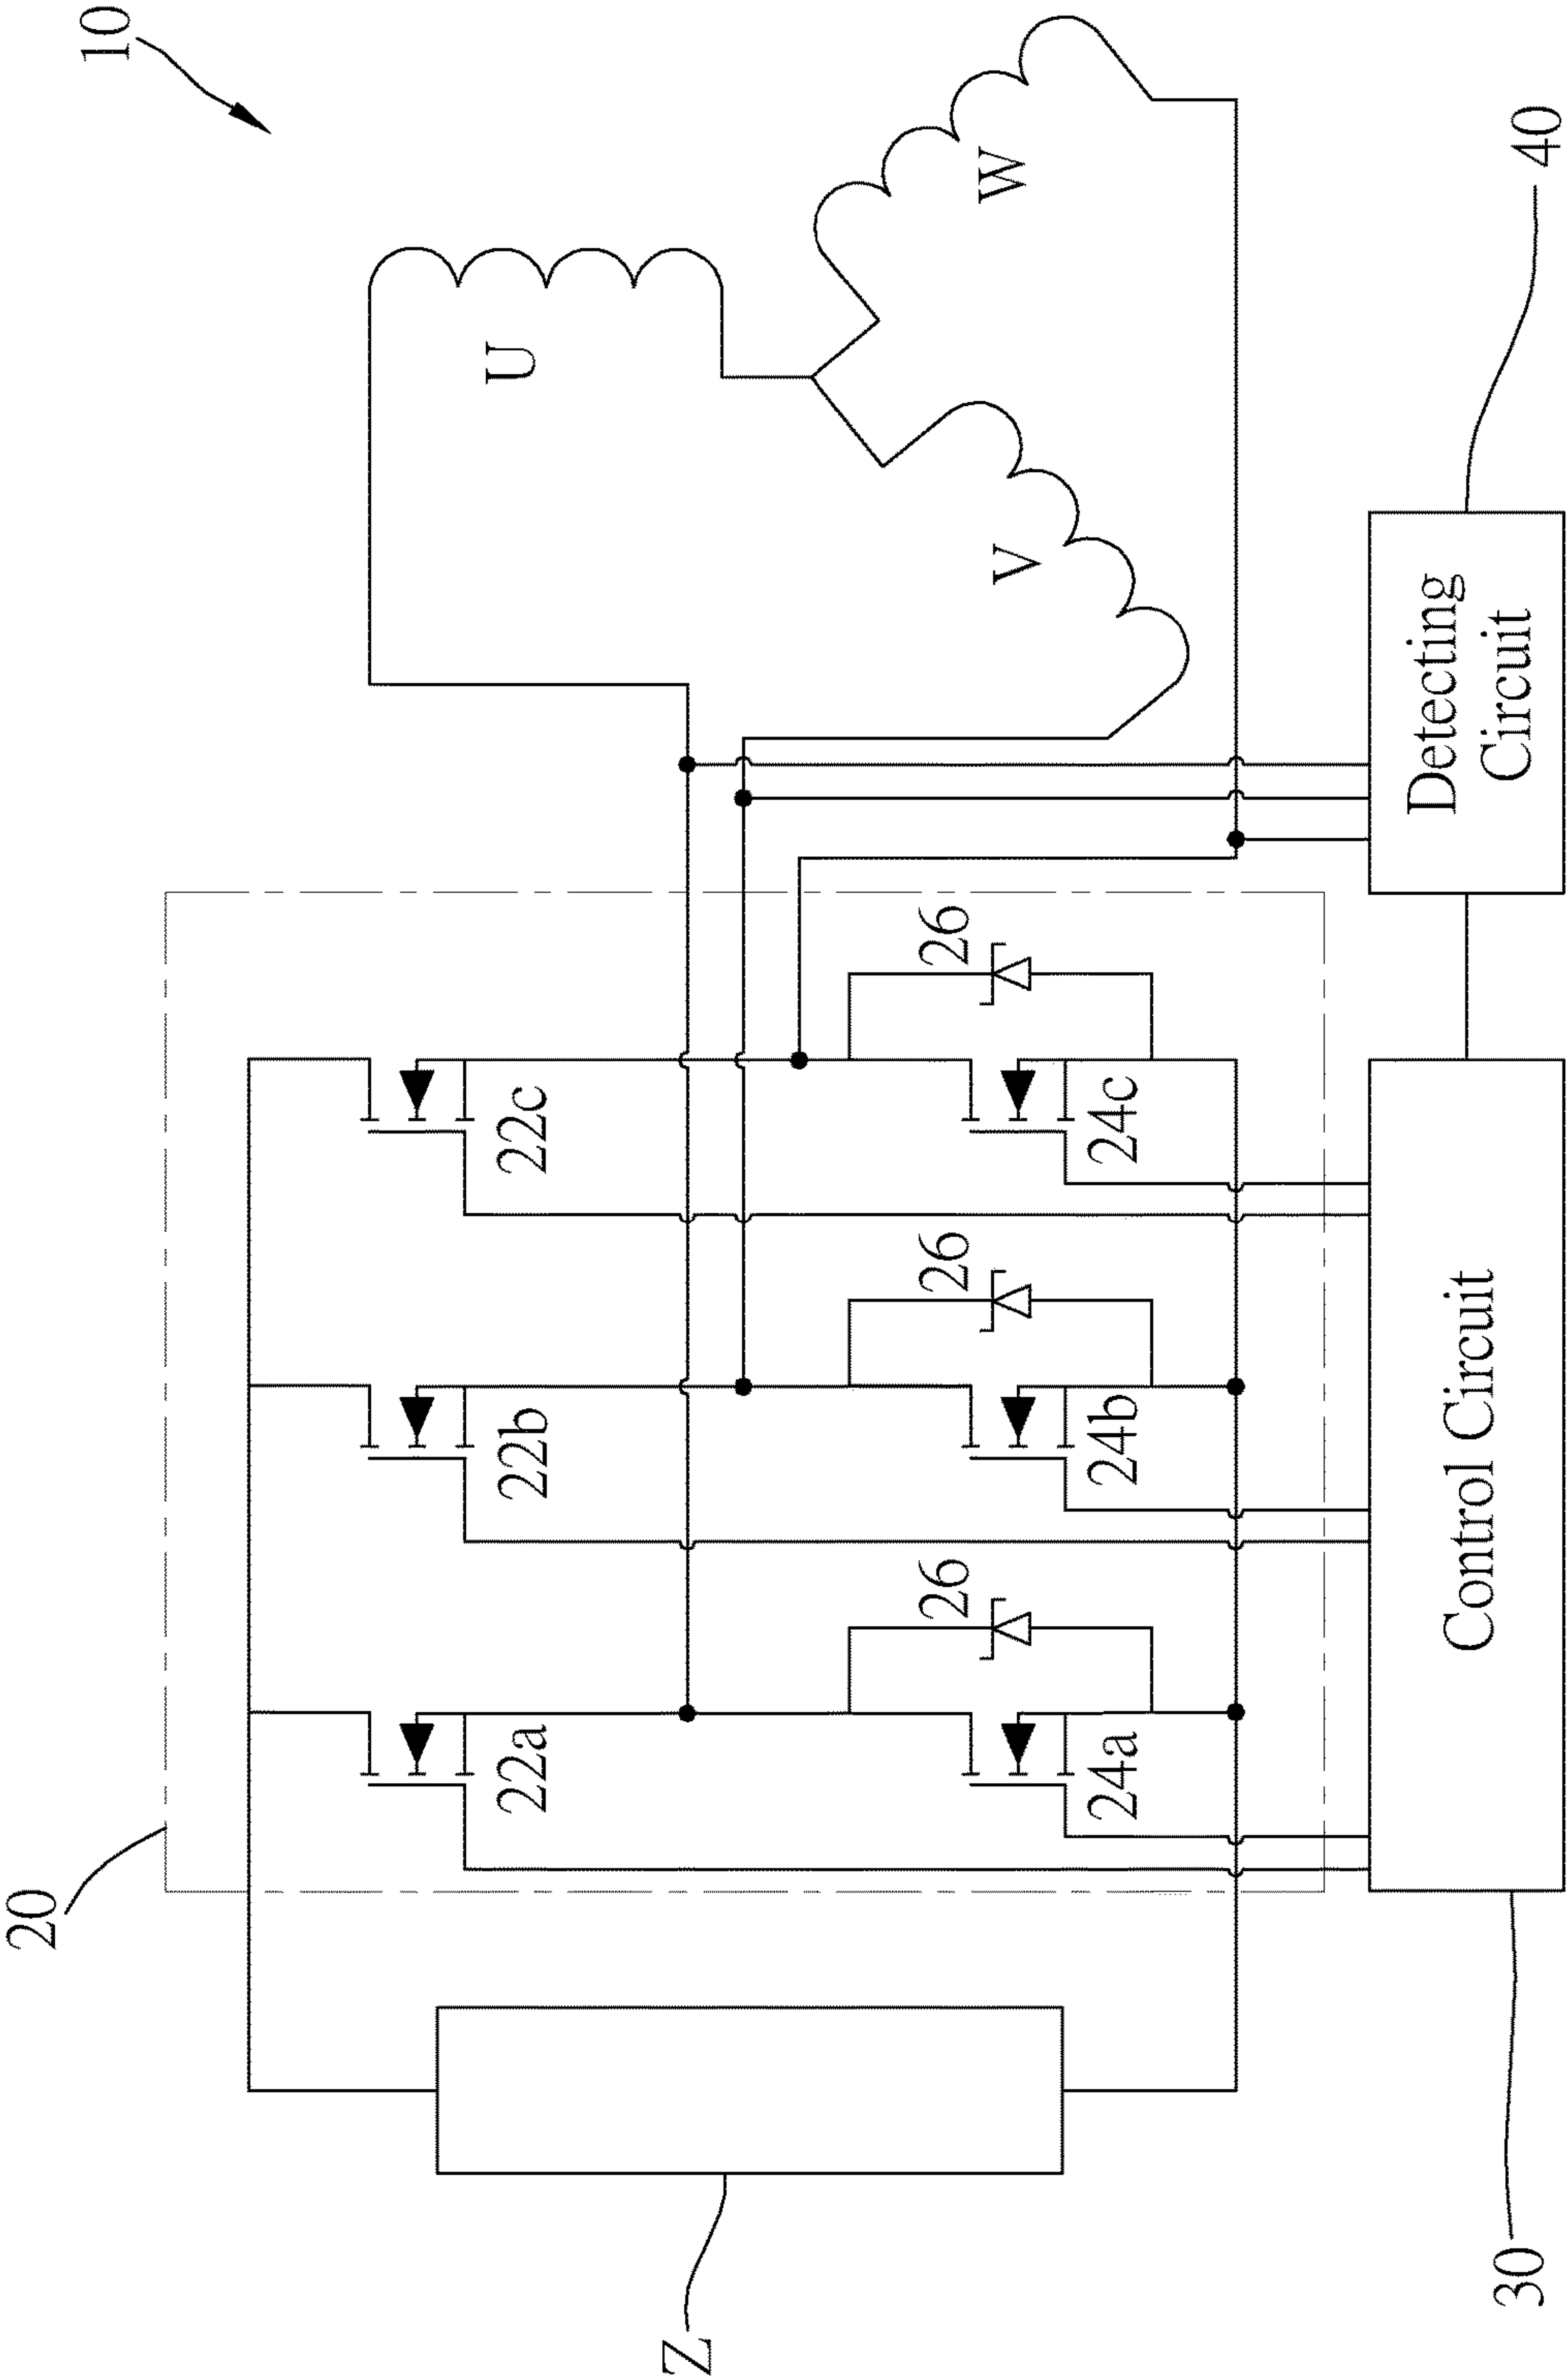 10
20
U
W
V
22a
22b
22c
26
26
26
24a
24b
24c
Z
Control Circuit
Detecting
Circuit
30
40